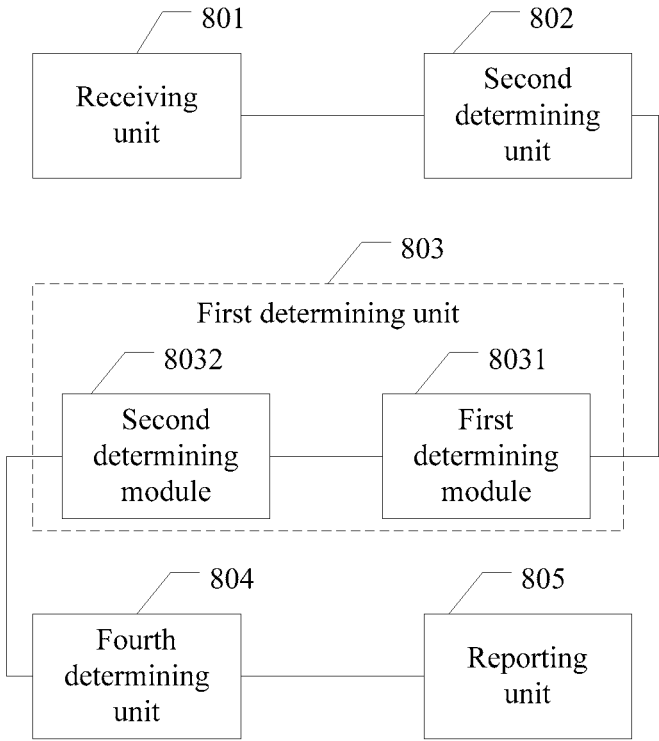 801
802
Receiving
unit
Second
determining
unit
803
First determining unit
8032
8031
Second
determining
module
First
determining
module
804
805
Fourth
determining
unit
Reporting
unit